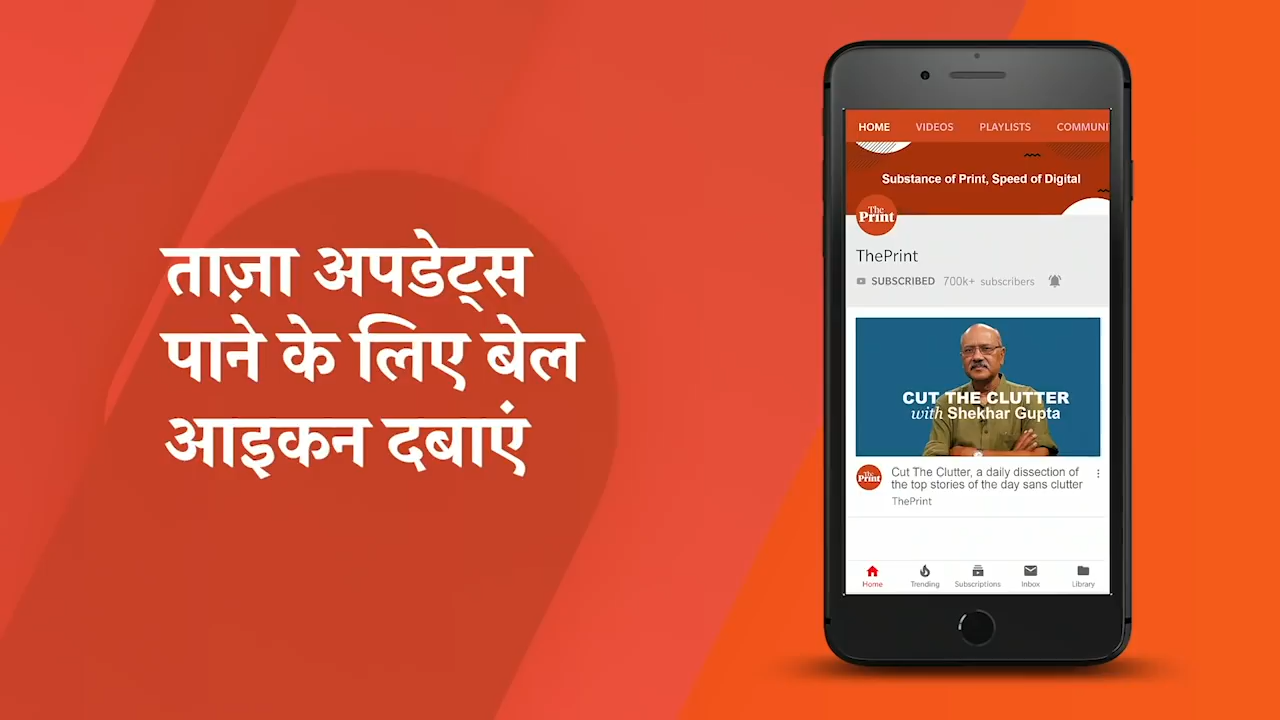 ताज़ा अपडेट्स
पाने के लिए बेल
आइकन दबाएं
HOME VIDEOS PLAYLISTS COMMUNI
Substance of Print, Speed of Digital
The
Print
ThePrint
SUBSCRIBED 700k+ subscribers
CUT THE CLUTTER
with Shekhar Gupta
The
Print
Cut The Clutter, a daily dissection of
the top stories of the day sans clutter
ThePrint
Home Trending Subscriptions Inbox Library